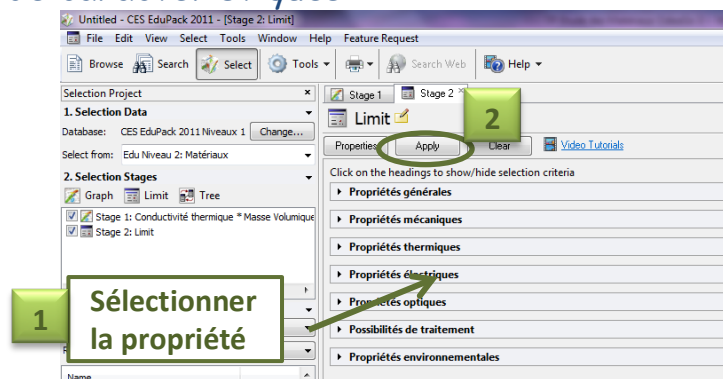 Untitled - CES EduPack 2011 - [Stage 2: Limit]
File Edit View Select Tools Window Help Feature Request
Browse Search Select Tools Search Web Help
Selection Project
Stage 1 Stage 2
1. Selection Data
Limit
2
Database: CES EduPack 2011 Niveaux 1 Change...
Properties Apply Clear Video Tutorials
Select from: Edu Niveau 2: Matériaux
2. Selection Stages
Click on the headings to show/hide selection criteria
Graph Limit Tree
Propriétés générales
Stage 1: Conductivité thermique * Masse Volumique
Stage 2: Limit
Propriétés mécaniques
Propriétés thermiques
Propriétés électriques
1
Sélectionner
la propriété
Propriétés optiques
Possibilités de traitement
Propriétés environnementales
Name